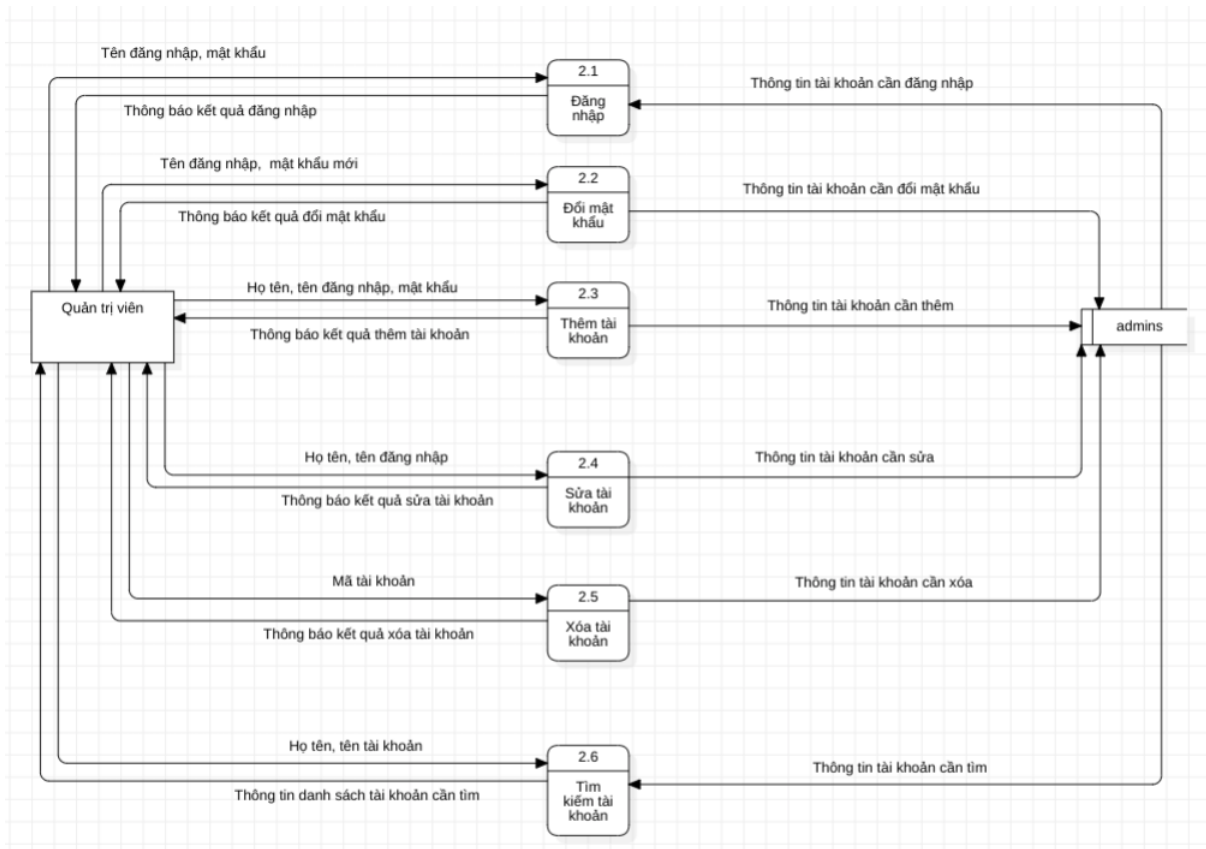 Tên đăng nhập, mật khẩu
2.1
Thông tin tài khoản cần đăng nhập
Đăng
nhập
Thông báo kết quả đăng nhập
Tên đăng nhập,  mật khẩu mới
2.2
Thông tin tài khoản cần đổi mật khẩu
Đổi mật
khẩu
Thông báo kết quả đổi mật khẩu
Họ tên, tên đăng nhập, mật khẩu
2.3
Quản trị viên
Thông tin tài khoản cần thêm
Thêm tài
khoản
admins
Thông báo kết quả thêm tài khoản
Họ tên, tên đăng nhập
2.4
Thông tin tài khoản cần sửa
Sửa tài
khoản
Thông báo kết quả sửa tài khoản
Mã tài khoản
2.5
Thông tin tài khoản cần xóa
Xóa tài
khoản
Thông báo kết quả xóa tài khoản
Họ tên, tên tài khoản
2.6
Thông tin tài khoản cần tìm
Tìm
kiếm tài
khoản
Thông tin danh sách tài khoản cần tìm